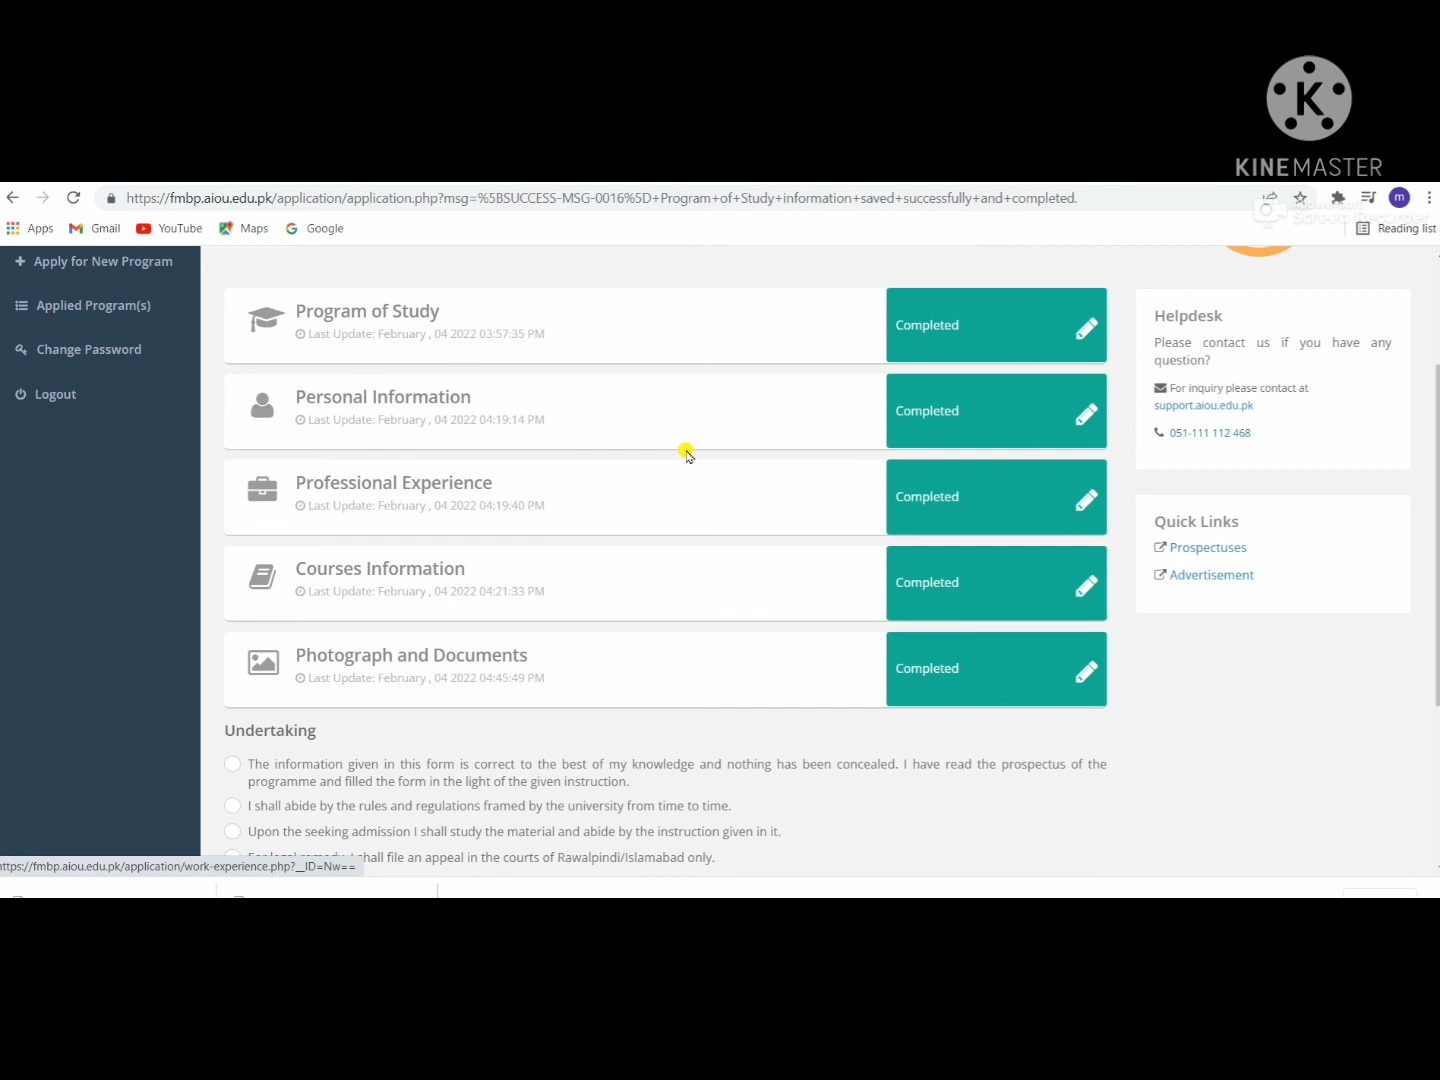 KINEMASTER
https://fmbp.aiou.edu.pk/application/application.php?msg=%5BSUCCESS-MSG-0016%5D+Program+of+Study+information+saved+successfully+and+completed.
m
Screen Recorder
Apps Gmail YouTube Maps Google Reading list
Apply for New Program
Applied Program(s)
Change Password
Logout
Program of Study
Last Update: February , 04 2022 03:57:35 PM
Completed
Personal Information
Last Update: February , 04 2022 04:19:14 PM
Completed
Professional Experience
Last Update: February , 04 2022 04:19:40 PM
Completed
Courses Information
Last Update: February , 04 2022 04:21:33 PM
Completed
Photograph and Documents
Last Update: February , 04 2022 04:45:49 PM
Completed
Undertaking
The information given in this form is correct to the best of my knowledge and nothing has been concealed. I have read the prospectus of the
programme and filled the form in the light of the given instruction.
I shall abide by the rules and regulations framed by the university from time to time.
Upon the seeking admission I shall study the material and abide by the instruction given in it.
For legal remedy, I shall file an appeal in the courts of Rawalpindi/Islamabad only.
https://fmbp.aiou.edu.pk/application/work-experience.php?__ID=Nw==
Helpdesk
Please contact us if you have any
question?
For inquiry please contact at
support.aiou.edu.pk
051-111 112 468
Quick Links
Prospectuses
Advertisement